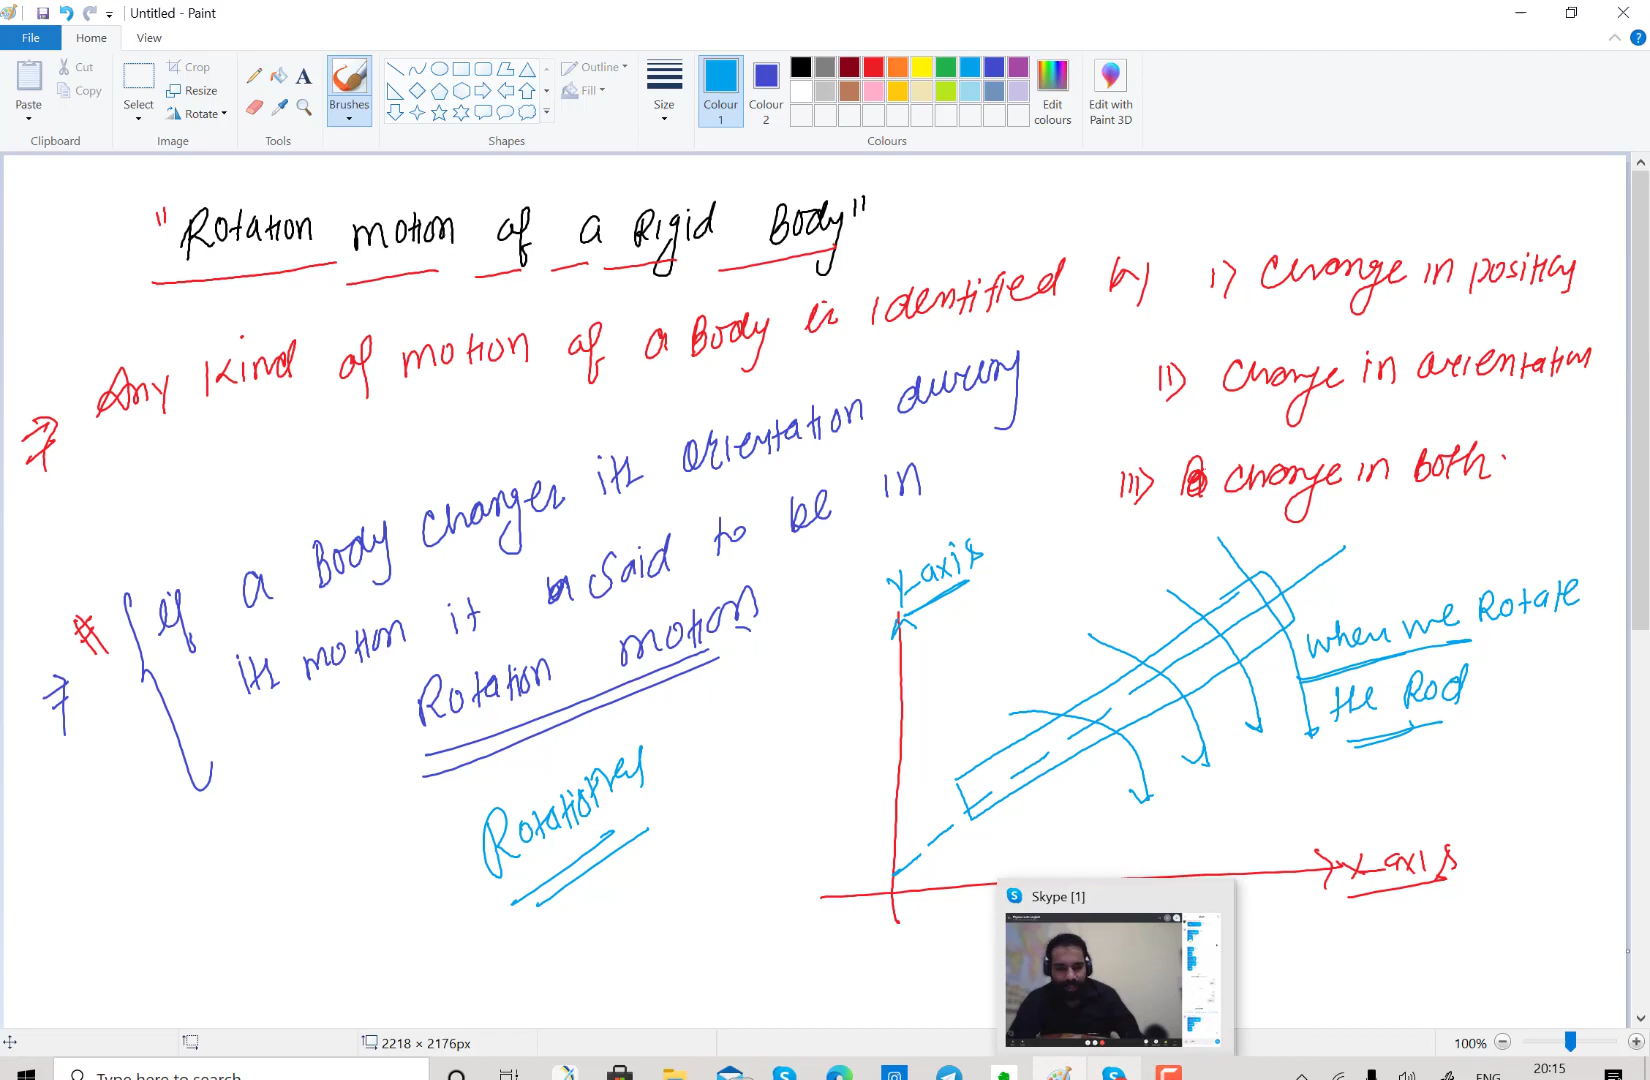 Untitled - Paint
File Home View
Paste
Cut
Copy
Clipboard
Select
Crop
Resize
Rotate
Image
Tools
Brushes
Shapes
Outline
Fill
Size
Colour 1
Colour 2
Edit colours
Edit with Paint 3D
Colours
"Rotation motion of a Rigid Body"
⇒ Any kind of motion of a Body is identified by i) change in position
ii) change in orientation
iii) change in both.
# if a Body changes its orientation during
its motion it is said to be in
Rotation motion
Y-axis
when we Rotate
the Rod
X-axis
Skype [1]
2218 × 2176px
100%
Type here to search
ENG
20:15